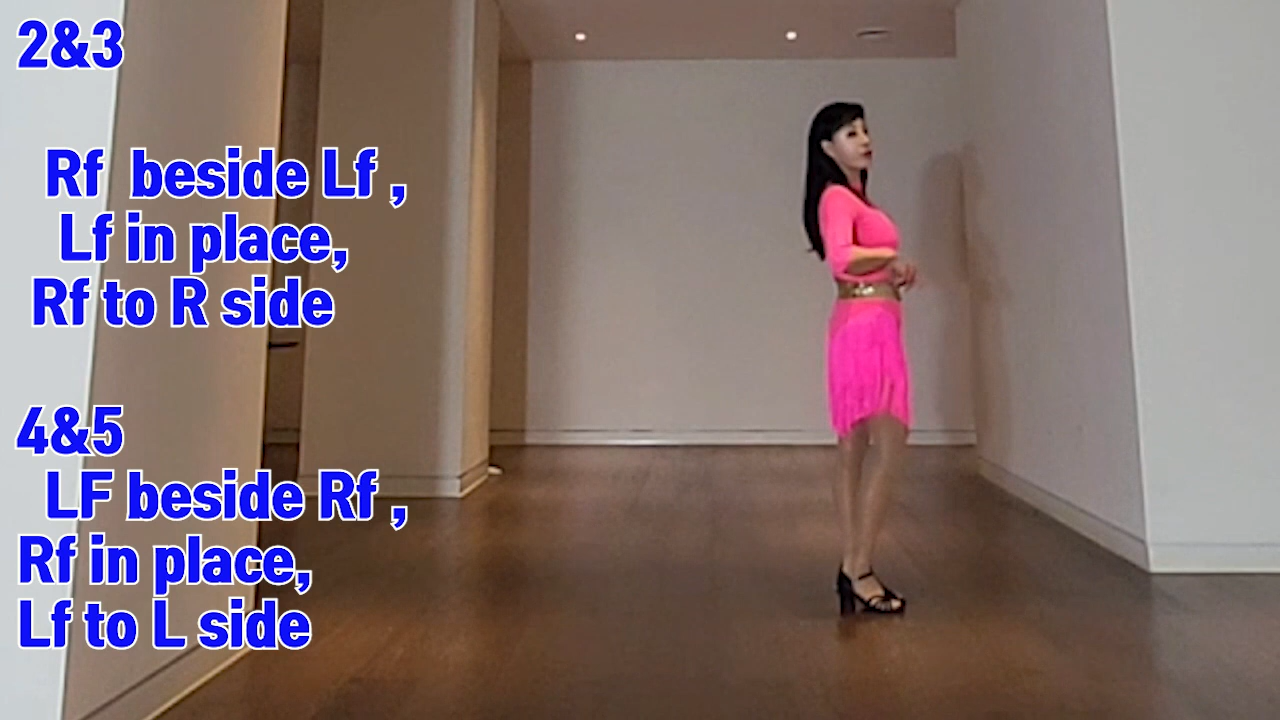 2&3
Rf beside Lf ,
Lf in place,
Rf to R side
4&5
LF beside Rf ,
Rf in place,
Lf to L side